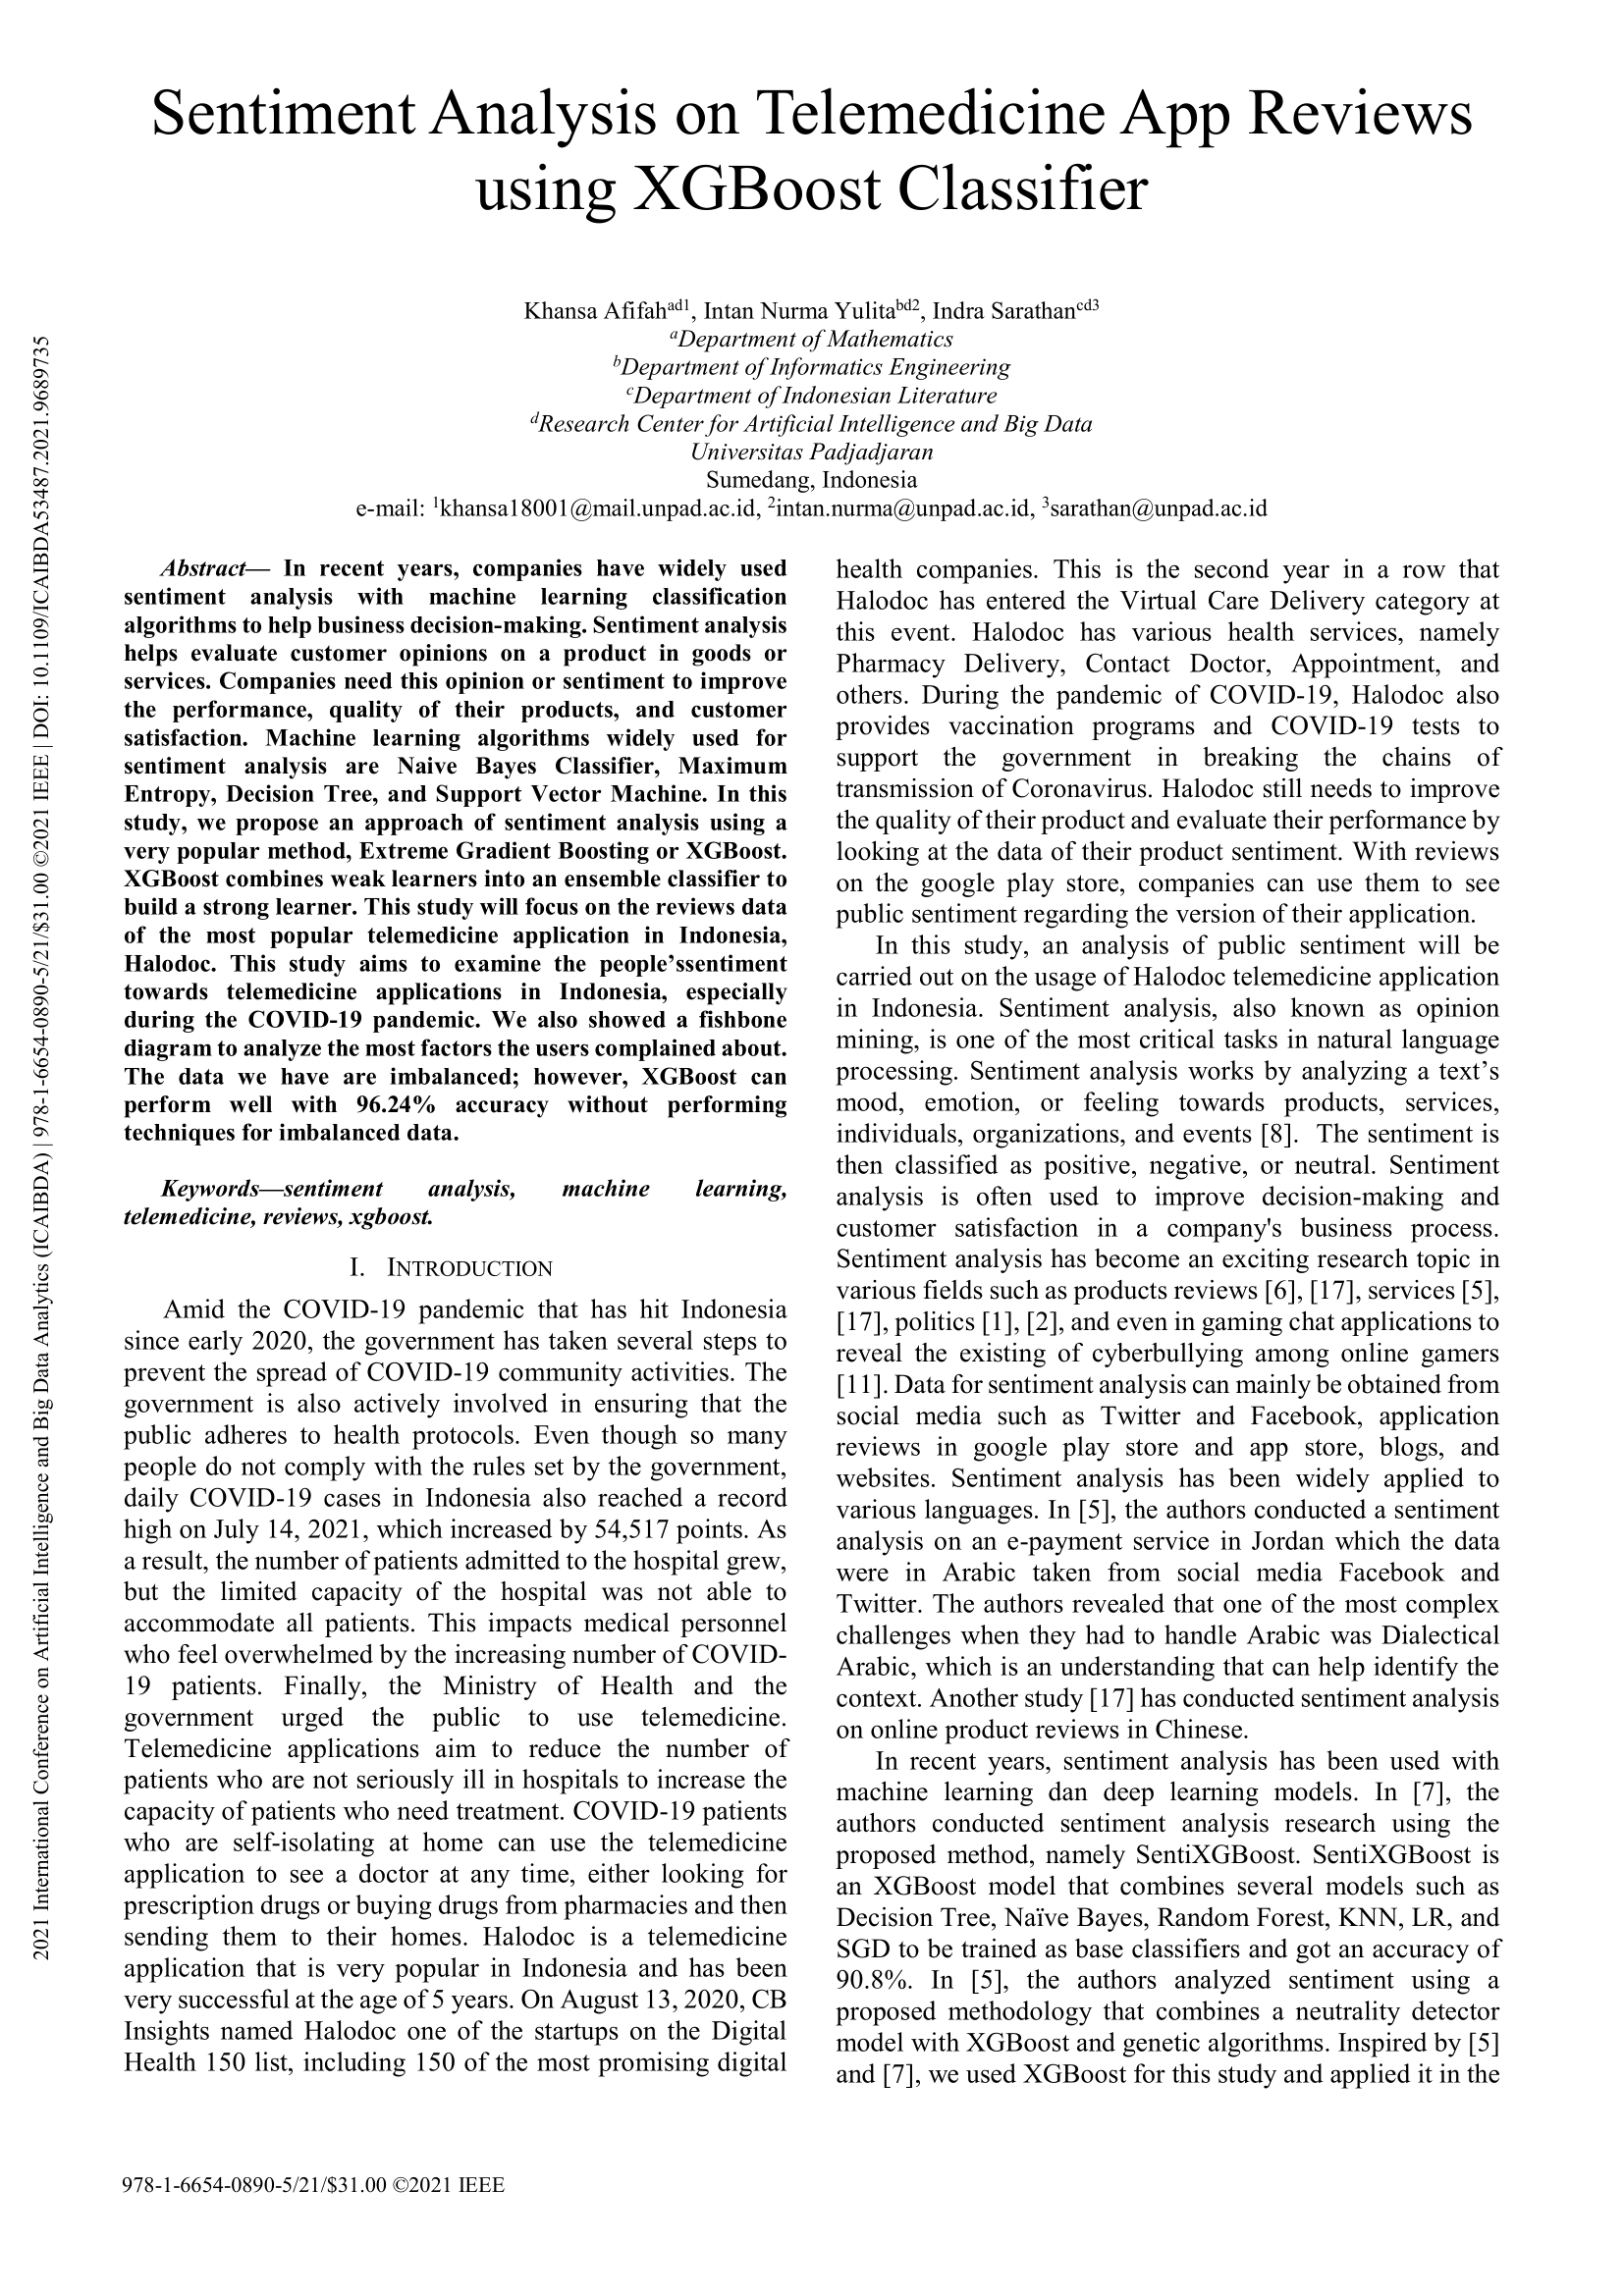 Sentiment Analysis on Telemedicine App Reviews
using XGBoost Classifier
Khansa Afifahad1, Intan Nurma Yulitabd2, Indra Sarathancd3
aDepartment of Mathematics
bDepartment of Informatics Engineering
cDepartment of Indonesian Literature
dResearch Center for Artificial Intelligence and Big Data
Universitas Padjadjaran
Sumedang, Indonesia
e-mail: 1khansa18001@mail.unpad.ac.id, 2intan.nurma@unpad.ac.id, 3sarathan@unpad.ac.id
Abstract— In recent years, companies have widely used
sentiment analysis with machine learning classification
algorithms to help business decision-making. Sentiment analysis
helps evaluate customer opinions on a product in goods or
services. Companies need this opinion or sentiment to improve
the performance, quality of their products, and customer
satisfaction. Machine learning algorithms widely used for
sentiment analysis are Naive Bayes Classifier, Maximum
Entropy, Decision Tree, and Support Vector Machine. In this
study, we propose an approach of sentiment analysis using a
very popular method, Extreme Gradient Boosting or XGBoost.
XGBoost combines weak learners into an ensemble classifier to
build a strong learner. This study will focus on the reviews data
of the most popular telemedicine application in Indonesia,
Halodoc. This study aims to examine the people'ssentiment
towards telemedicine applications in Indonesia, especially
during the COVID-19 pandemic. We also showed a fishbone
diagram to analyze the most factors the users complained about.
The data we have are imbalanced; however, XGBoost can
perform well with 96.24% accuracy without performing
techniques for imbalanced data.
Keywords—sentiment analysis, machine learning,
telemedicine, reviews, xgboost.
I. INTRODUCTION
Amid the COVID-19 pandemic that has hit Indonesia
since early 2020, the government has taken several steps to
prevent the spread of COVID-19 community activities. The
government is also actively involved in ensuring that the
public adheres to health protocols. Even though so many
people do not comply with the rules set by the government,
daily COVID-19 cases in Indonesia also reached a record
high on July 14, 2021, which increased by 54,517 points. As
a result, the number of patients admitted to the hospital grew,
but the limited capacity of the hospital was not able to
accommodate all patients. This impacts medical personnel
who feel overwhelmed by the increasing number of COVID-
19 patients. Finally, the Ministry of Health and the
government urged the public to use telemedicine.
Telemedicine applications aim to reduce the number of
patients who are not seriously ill in hospitals to increase the
capacity of patients who need treatment. COVID-19 patients
who are self-isolating at home can use the telemedicine
application to see a doctor at any time, either looking for
prescription drugs or buying drugs from pharmacies and then
sending them to their homes. Halodoc is a telemedicine
application that is very popular in Indonesia and has been
very successful at the age of 5 years. On August 13, 2020, CB
Insights named Halodoc one of the startups on the Digital
Health 150 list, including 150 of the most promising digital
health companies. This is the second year in a row that
Halodoc has entered the Virtual Care Delivery category at
this event. Halodoc has various health services, namely
Pharmacy Delivery, Contact Doctor, Appointment, and
others. During the pandemic of COVID-19, Halodoc also
provides vaccination programs and COVID-19 tests to
support the government in breaking the chains of
transmission of Coronavirus. Halodoc still needs to improve
the quality of their product and evaluate their performance by
looking at the data of their product sentiment. With reviews
on the google play store, companies can use them to see
public sentiment regarding the version of their application.
In this study, an analysis of public sentiment will be
carried out on the usage of Halodoc telemedicine application
in Indonesia. Sentiment analysis, also known as opinion
mining, is one of the most critical tasks in natural language
processing. Sentiment analysis works by analyzing a text's
mood, emotion, or feeling towards products, services,
individuals, organizations, and events [8]. The sentiment is
then classified as positive, negative, or neutral. Sentiment
analysis is often used to improve decision-making and
customer satisfaction in a company's business process.
Sentiment analysis has become an exciting research topic in
various fields such as products reviews [6], [17], services [5],
[17], politics [1], [2], and even in gaming chat applications to
reveal the existing of cyberbullying among online gamers
[11]. Data for sentiment analysis can mainly be obtained from
social media such as Twitter and Facebook, application
reviews in google play store and app store, blogs, and
websites. Sentiment analysis has been widely applied to
various languages. In [5], the authors conducted a sentiment
analysis on an e-payment service in Jordan which the data
were in Arabic taken from social media Facebook and
Twitter. The authors revealed that one of the most complex
challenges when they had to handle Arabic was Dialectical
Arabic, which is an understanding that can help identify the
context. Another study [17] has conducted sentiment analysis
on online product reviews in Chinese.
In recent years, sentiment analysis has been used with
machine learning dan deep learning models. In [7], the
authors conducted sentiment analysis research using the
proposed method, namely SentiXGBoost. SentiXGBoost is
an XGBoost model that combines several models such as
Decision Tree, Naïve Bayes, Random Forest, KNN, LR, and
SGD to be trained as base classifiers and got an accuracy of
90.8%. In [5], the authors analyzed sentiment using a
proposed methodology that combines a neutrality detector
model with XGBoost and genetic algorithms. Inspired by [5]
and [7], we used XGBoost for this study and applied it in the
978-1-6654-0890-5/21/$31.00 ©2021 IEEE
2021 International Conference on Artificial Intelligence and Big Data Analytics (ICAIBDA) | 978-1-6654-0890-5/21/$31.00 ©2021 IEEE | DOI: 10.1109/ICAIBDA53487.2021.9689735